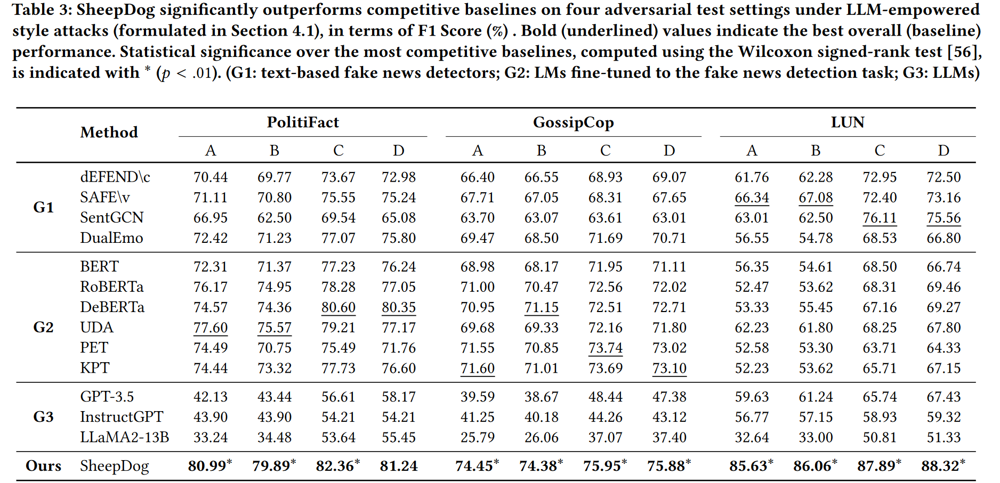 Table 3: SheepDog significantly outperforms competitive baselines on four adversarial test settings under LLM-empowered
style attacks (formulated in Section 4.1), in terms of F1 Score (%) . Bold (underlined) values indicate the best overall (baseline)
performance. Statistical significance over the most competitive baselines, computed using the Wilcoxon signed-rank test [56],
is indicated with * (p < .01). (G1: text-based fake news detectors; G2: LMs fine-tuned to the fake news detection task; G3: LLMs)
Method PolitiFact GossipCop LUN
A B C D A B C D A B C D
G1
dEFEND\c 70.44 69.77 73.67 72.98 66.40 66.55 68.93 69.07 61.76 62.28 72.95 72.50
SAFE\v 71.11 70.80 75.55 75.24 67.71 67.05 68.31 67.65 66.34 67.08 72.40 73.16
SentGCN 66.95 62.50 69.54 65.08 63.70 63.07 63.61 63.01 63.01 62.50 76.11 75.56
DualEmo 72.42 71.23 77.07 75.80 69.47 68.50 71.69 70.71 56.55 54.78 68.53 66.80
G2
BERT 72.31 71.37 77.23 76.24 68.98 68.17 71.95 71.11 56.35 54.61 68.50 66.74
RoBERTa 76.17 74.95 78.28 77.05 71.00 70.47 72.56 72.02 52.47 53.62 68.31 69.46
DeBERTa 74.57 74.36 80.60 80.35 70.95 71.15 72.51 72.71 53.33 55.45 67.16 69.27
UDA 77.60 75.57 79.21 77.17 69.68 69.33 72.16 71.80 62.23 61.80 68.25 67.80
PET 74.49 70.75 75.49 71.76 71.55 70.85 73.74 73.02 52.58 53.30 63.71 64.33
KPT 74.44 73.32 77.73 76.60 71.60 71.01 73.69 73.10 52.23 53.62 65.71 67.15
G3
GPT-3.5 42.13 43.44 56.61 58.17 39.59 38.67 48.44 47.38 59.63 61.24 65.74 67.43
InstructGPT 43.90 43.90 54.21 54.21 41.25 40.18 44.26 43.12 56.77 57.15 58.93 59.32
LLaMA2-13B 33.24 34.48 53.64 55.45 25.79 26.06 37.07 37.40 32.64 33.00 50.81 51.33
Ours SheepDog 80.99* 79.89* 82.36* 81.24 74.45* 74.38* 75.95* 75.88* 85.63* 86.06* 87.89* 88.32*